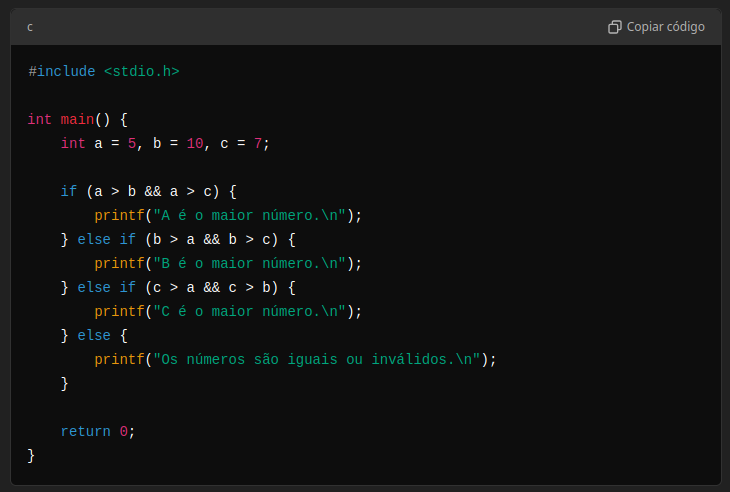 c
Copiar código
#include <stdio.h>
int main() {
    int a = 5, b = 10, c = 7;
    if (a > b && a > c) {
        printf("A é o maior número.\n");
    } else if (b > a && b > c) {
        printf("B é o maior número.\n");
    } else if (c > a && c > b) {
        printf("C é o maior número.\n");
    } else {
        printf("Os números são iguais ou inválidos.\n");
    }
    return 0;
}